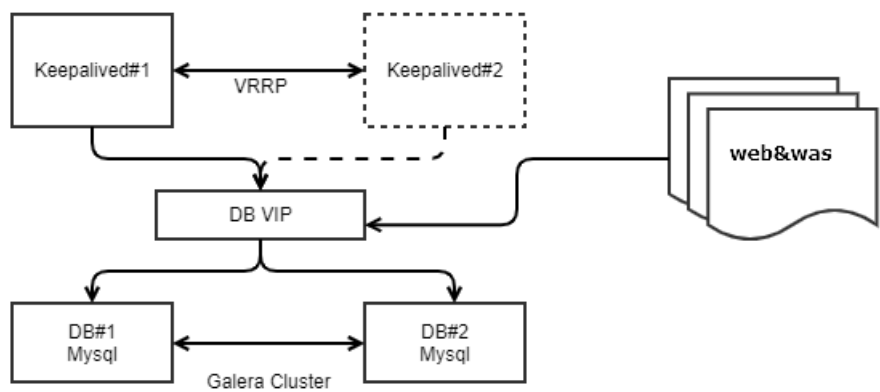 Keepalived#1
Keepalived#2
VRRP
web&was
DB VIP
DB#1
Mysql
DB#2
Mysql
Galera Cluster